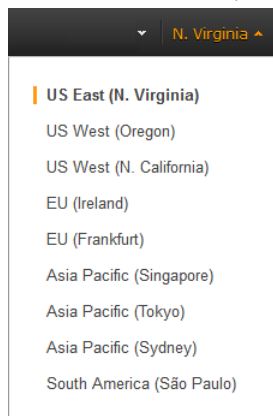 N. Virginia
US East (N. Virginia)
US West (Oregon)
US West (N. California)
EU (Ireland)
EU (Frankfurt)
Asia Pacific (Singapore)
Asia Pacific (Tokyo)
Asia Pacific (Sydney)
South America (São Paulo)